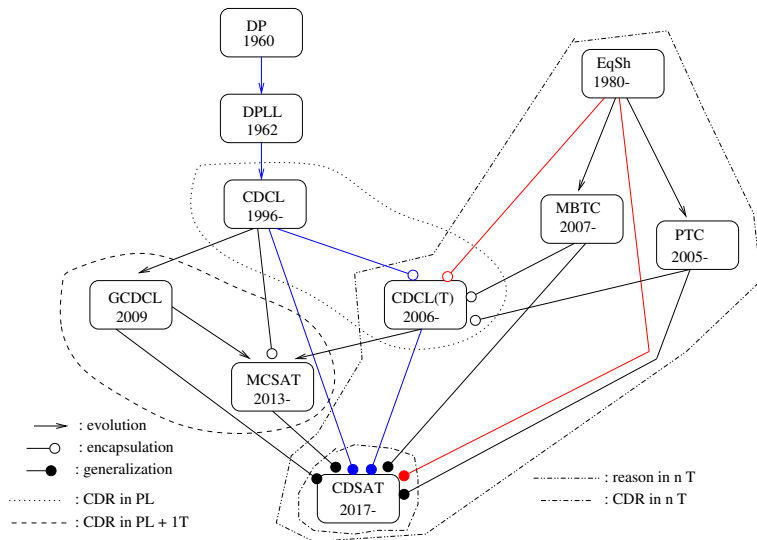 DP
1960
EqSh
1980-
DPLL
1962
CDCL
1996-
MBTC
2007-
PTC
2005-
GCDCL
2009
CDCL(T)
2006-
MCSAT
2013-
: evolution
: encapsulation
: generalization
: CDR in PL
: CDR in PL + 1T
CDSAT
2017-
: reason in n T
: CDR in n T